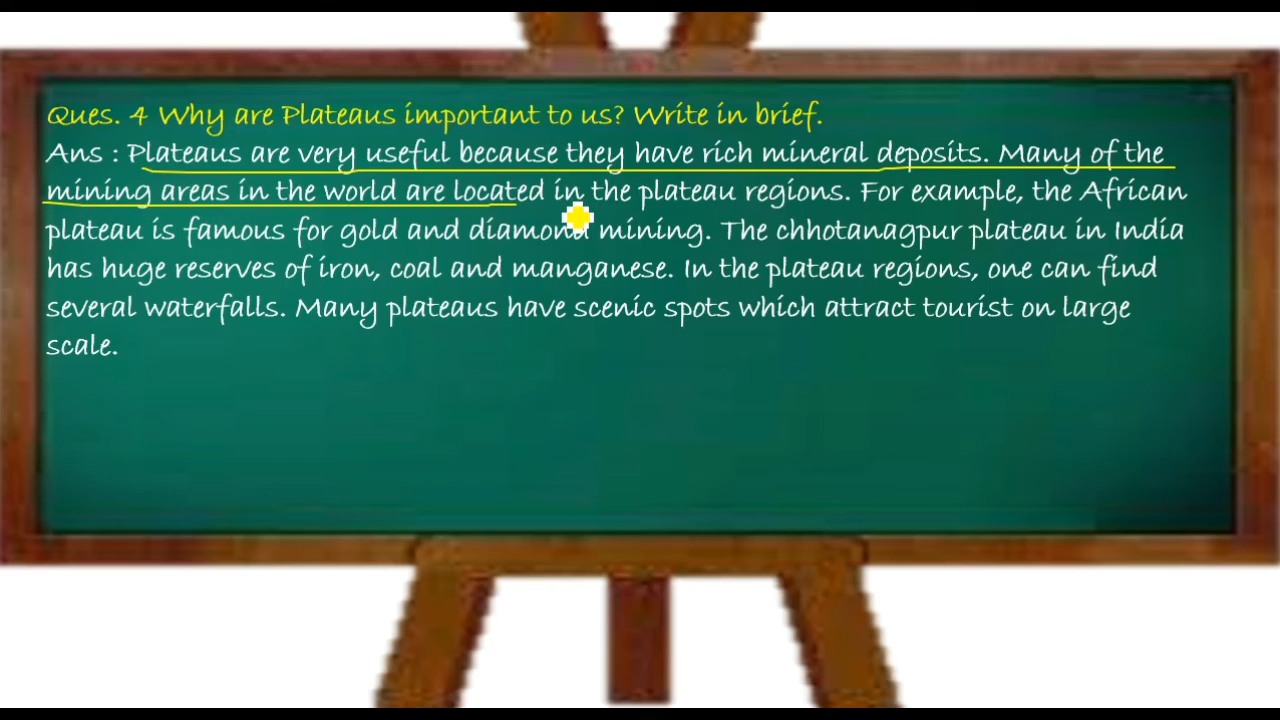 Ques. 4 Why are Plateaus important to us? Write in brief.
Ans : Plateaus are very useful because they have rich mineral deposits. Many of the
mining areas in the world are located in the plateau regions. For example, the African
plateau is famous for gold and diamond mining. The chhotanagpur plateau in India
has huge reserves of iron, coal and manganese. In the plateau regions, one can find
several waterfalls. Many plateaus have scenic spots which attract tourist on large
scale.